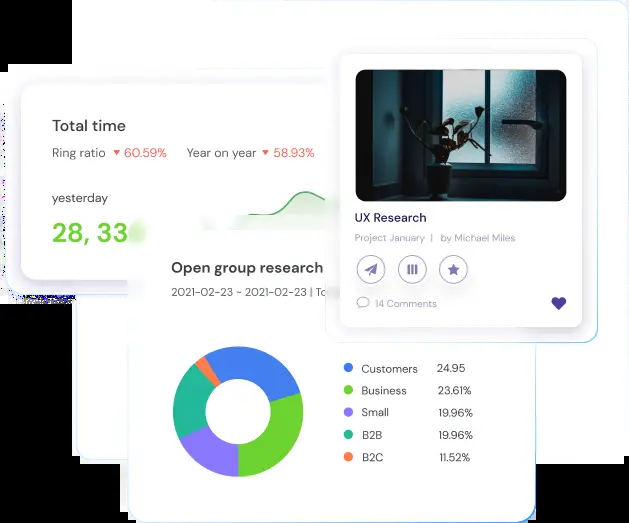 Total time
Ring ratio 60.59% Year on year 58.93%
yesterday
28, 33
Open group research
2021-02-23 ~ 2021-02-23 |
UX Research
Project January | by Michael Miles
14 Comments
Customers 24.95
Business 23.61%
Small 19.96%
B2B 19.96%
B2C 11.52%